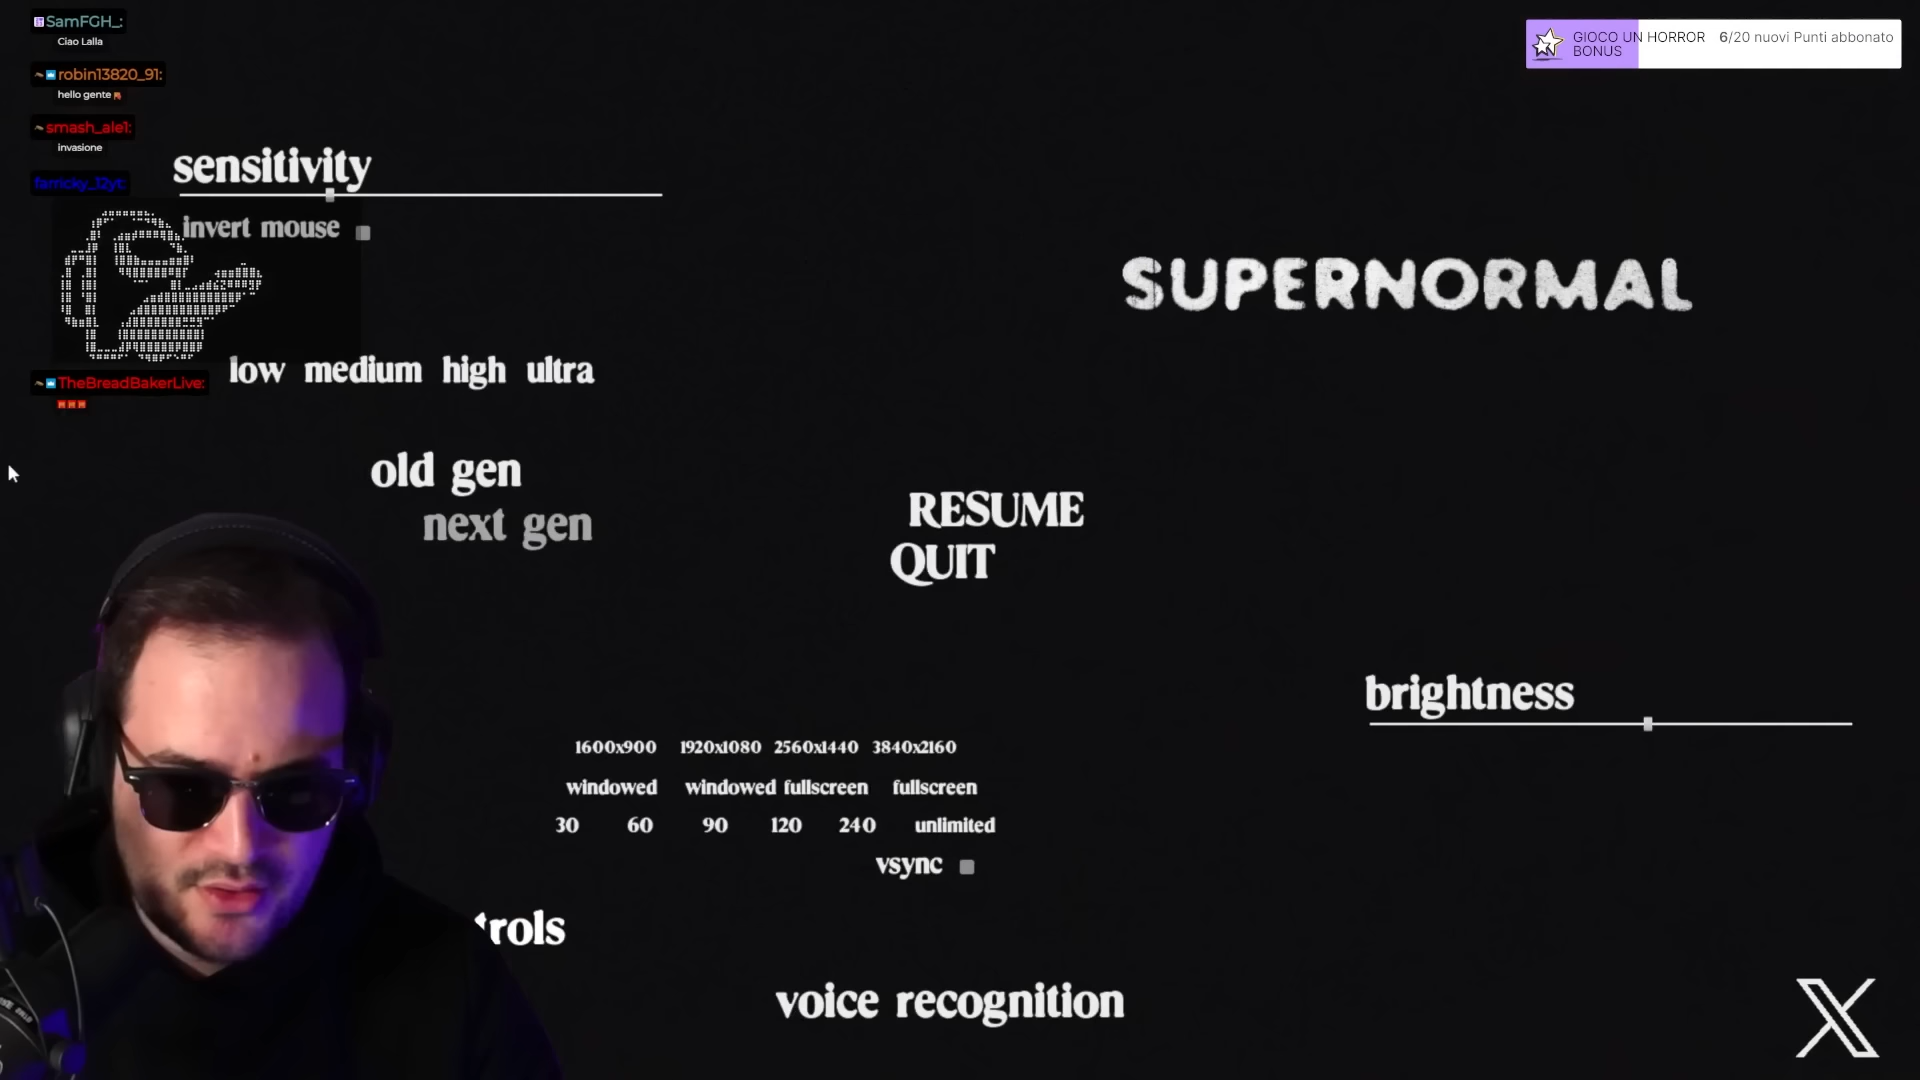 SamFGH_:
Ciao Lalla
robin13820_91:
hello gente
smash_ale1:
invasione
farricky_12yt:
TheBreadBakerLive:
GIOCO UN HORROR BONUS 6/20 nuovi Punti abbonato
sensitivity
invert mouse
SUPERNORMAL
low medium high ultra
old gen
next gen
RESUME
QUIT
brightness
1600x900 1920x1080 2560x1440 3840x2160
windowed windowed fullscreen fullscreen
30 60 90 120 240 unlimited
vsync
trols
voice recognition
X